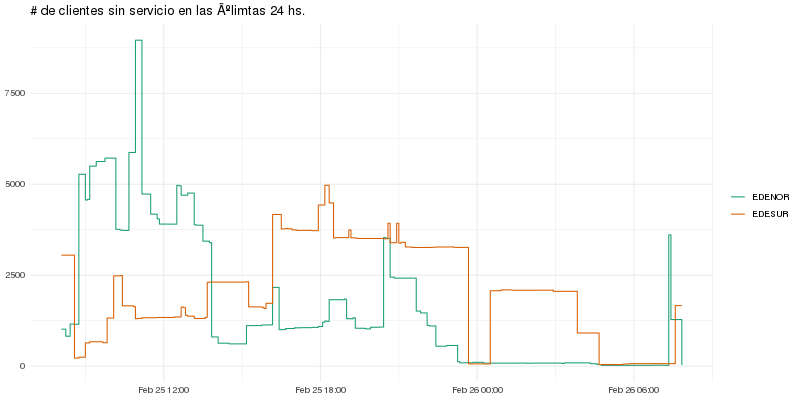 # de clientes sin servicio en las Ãºlimtas 24 hs.
7500
5000
2500
0
Feb 25 12:00
Feb 25 18:00
Feb 26 00:00
Feb 26 06:00
EDENOR
EDESUR